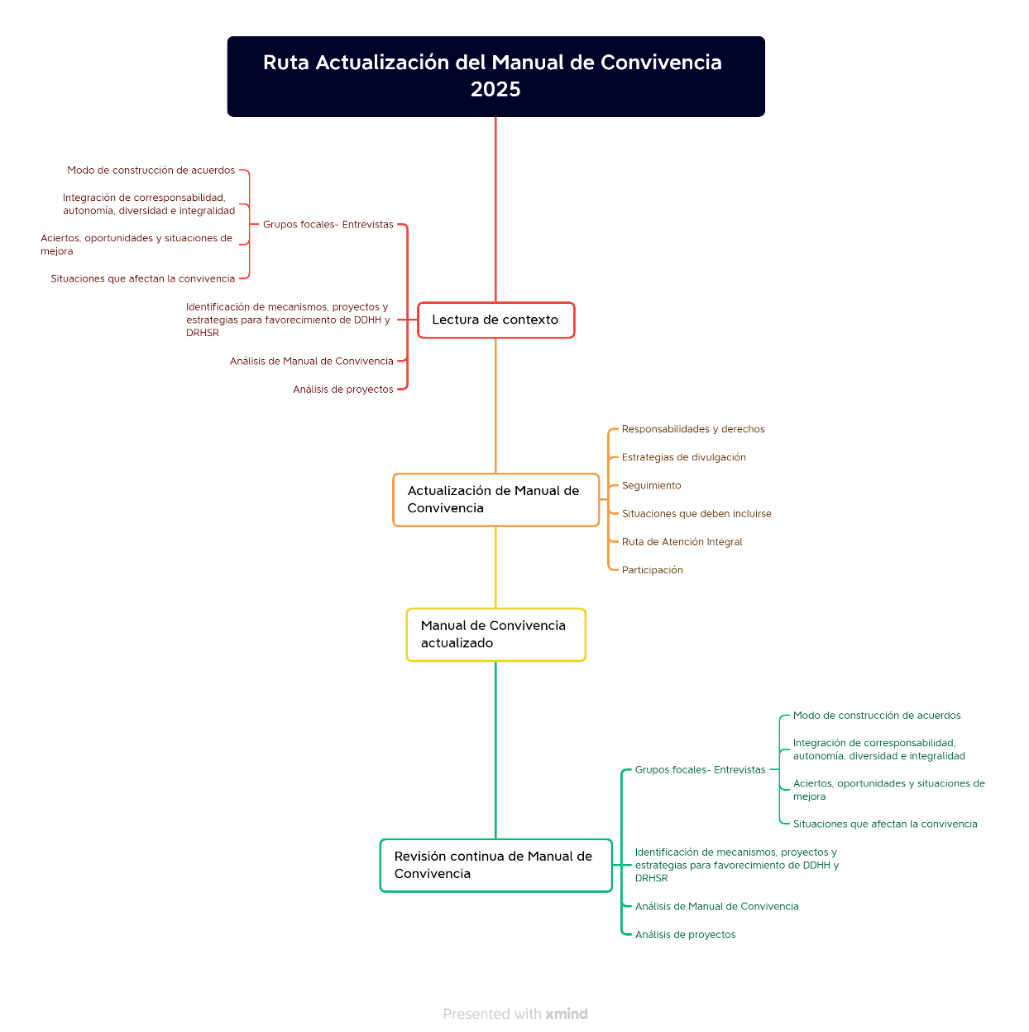 Ruta Actualización del Manual de Convivencia
2025
Modo de construcción de acuerdos
Integración de corresponsabilidad,
autonomía, diversidad e integralidad
Aciertos, oportunidades y situaciones de
mejora
Situaciones que afectan la convivencia
Grupos focales- Entrevistas
Identificación de mecanismos, proyectos y
estrategias para favorecimiento de DDHH y
DRHSR
Análisis de Manual de Convivencia
Análisis de proyectos
Lectura de contexto
Actualización de Manual de
Convivencia
Responsabilidades y derechos
Estrategias de divulgación
Seguimiento
Situaciones que deben incluirse
Ruta de Atención Integral
Participación
Manual de Convivencia
actualizado
Revisión continua de Manual de
Convivencia
Grupos focales- Entrevistas
Modo de construcción de acuerdos
Integración de corresponsabilidad,
autonomía, diversidad e integralidad
Aciertos, oportunidades y situaciones de
mejora
Situaciones que afectan la convivencia
Identificación de mecanismos, proyectos y
estrategias para favorecimiento de DDHH y
DRHSR
Análisis de Manual de Convivencia
Análisis de proyectos
Presented with xmind